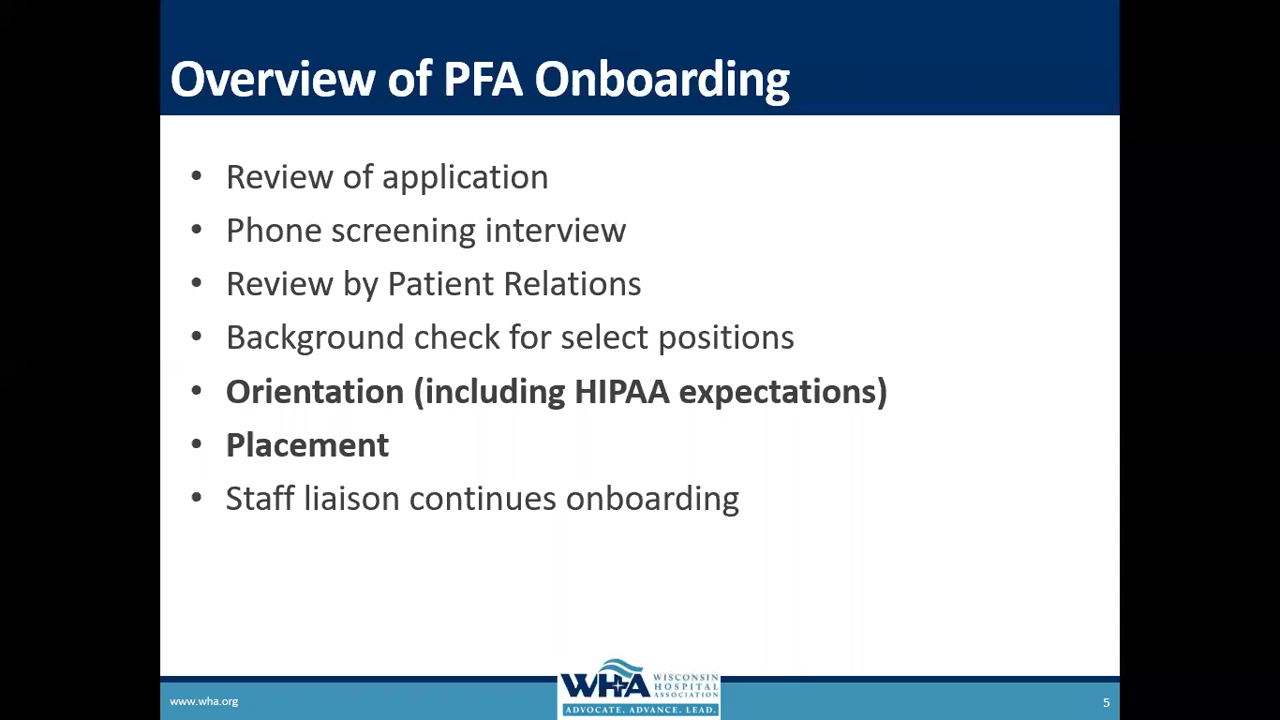 Overview of PFA Onboarding
• Review of application
• Phone screening interview
• Review by Patient Relations
• Background check for select positions
• Orientation (including HIPAA expectations)
• Placement
• Staff liaison continues onboarding
www.wha.org
WHA
WISCONSIN
HOSPITAL
ASSOCIATION
ADVOCATE. ADVANCE. LEAD.
5